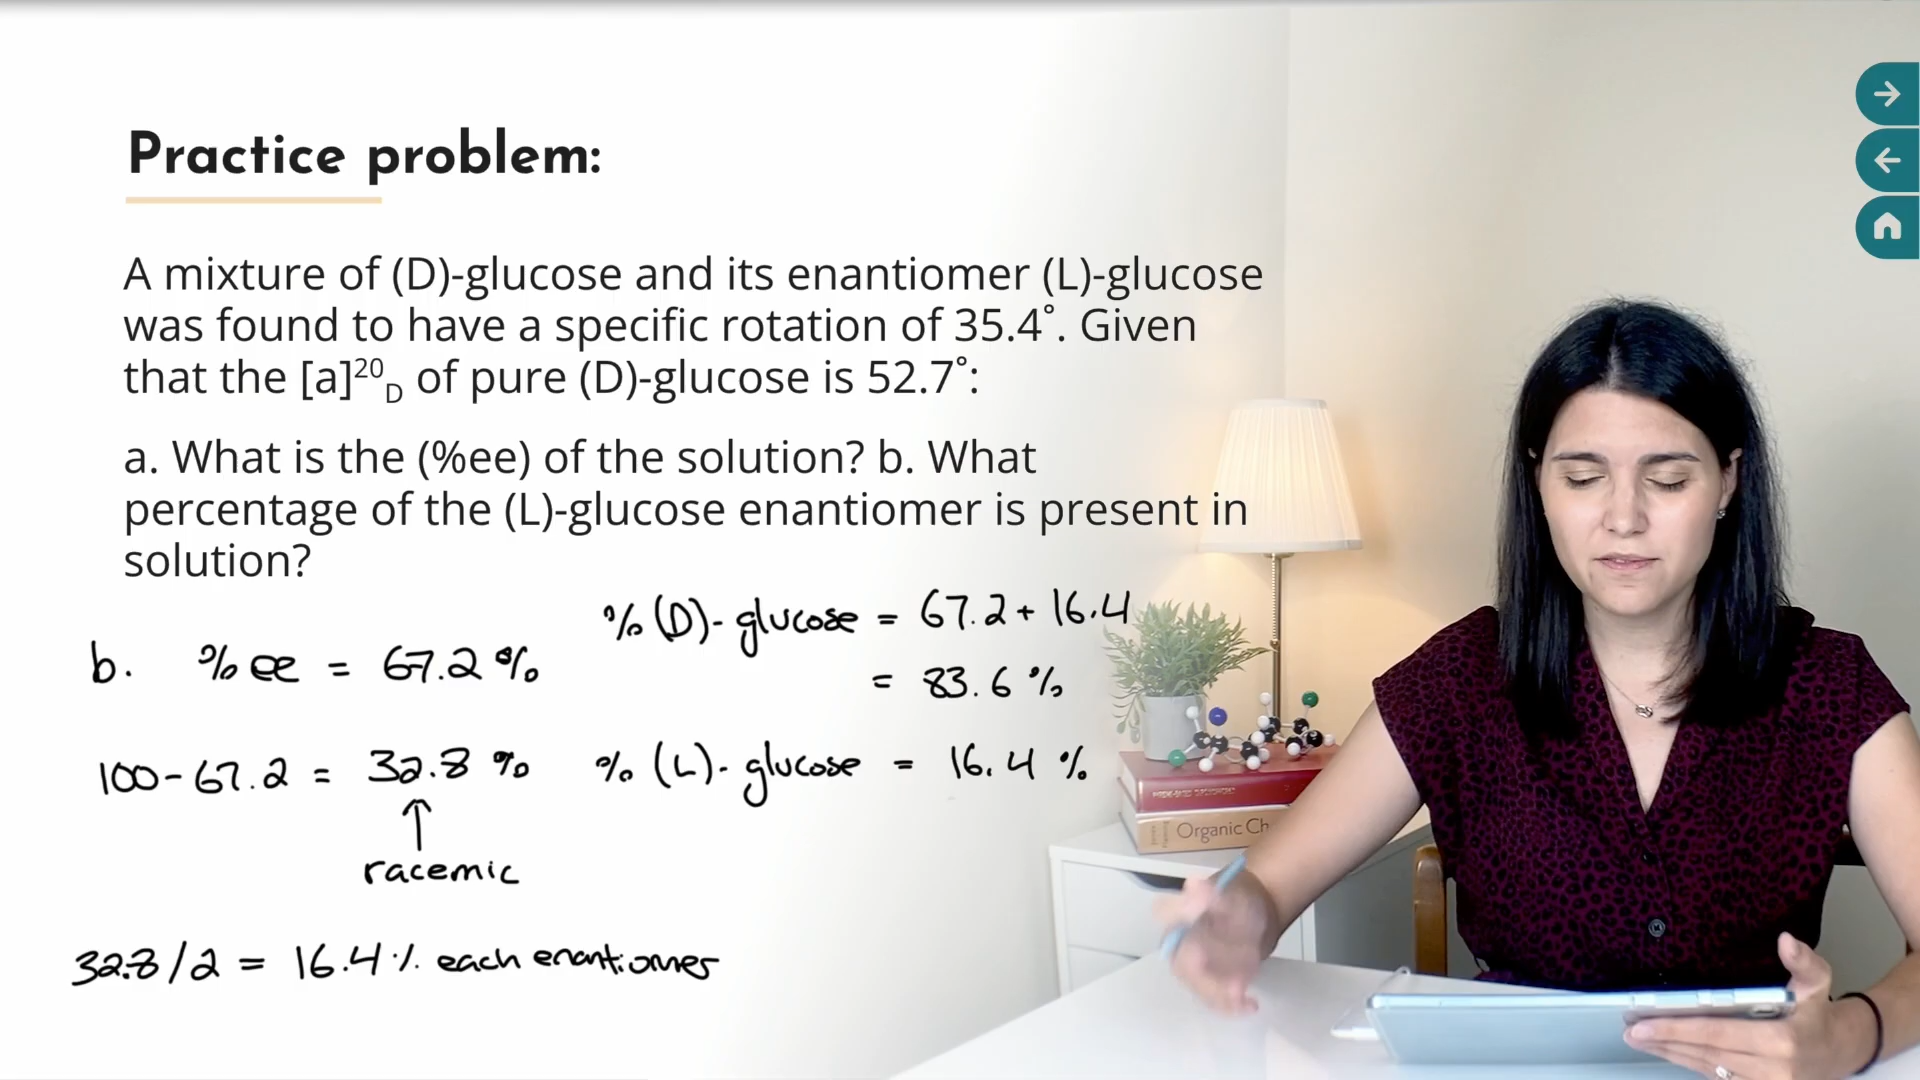 Practice problem:
A mixture of (D)-glucose and its enantiomer (L)-glucose
was found to have a specific rotation of 35.4°. Given
that the [a]²⁰D of pure (D)-glucose is 52.7°:
a. What is the (%ee) of the solution? b. What
percentage of the (L)-glucose enantiomer is present in
solution?
% (D)- glucose = 67.2 + 16.4
= 83.6 %
b. % ee = 67.2 %
100 - 67.2 = 32.8 %
↑
racemic
% (L)- glucose = 16.4 %
32.8 / 2 = 16.4 % each enantiomer
Organic Ch